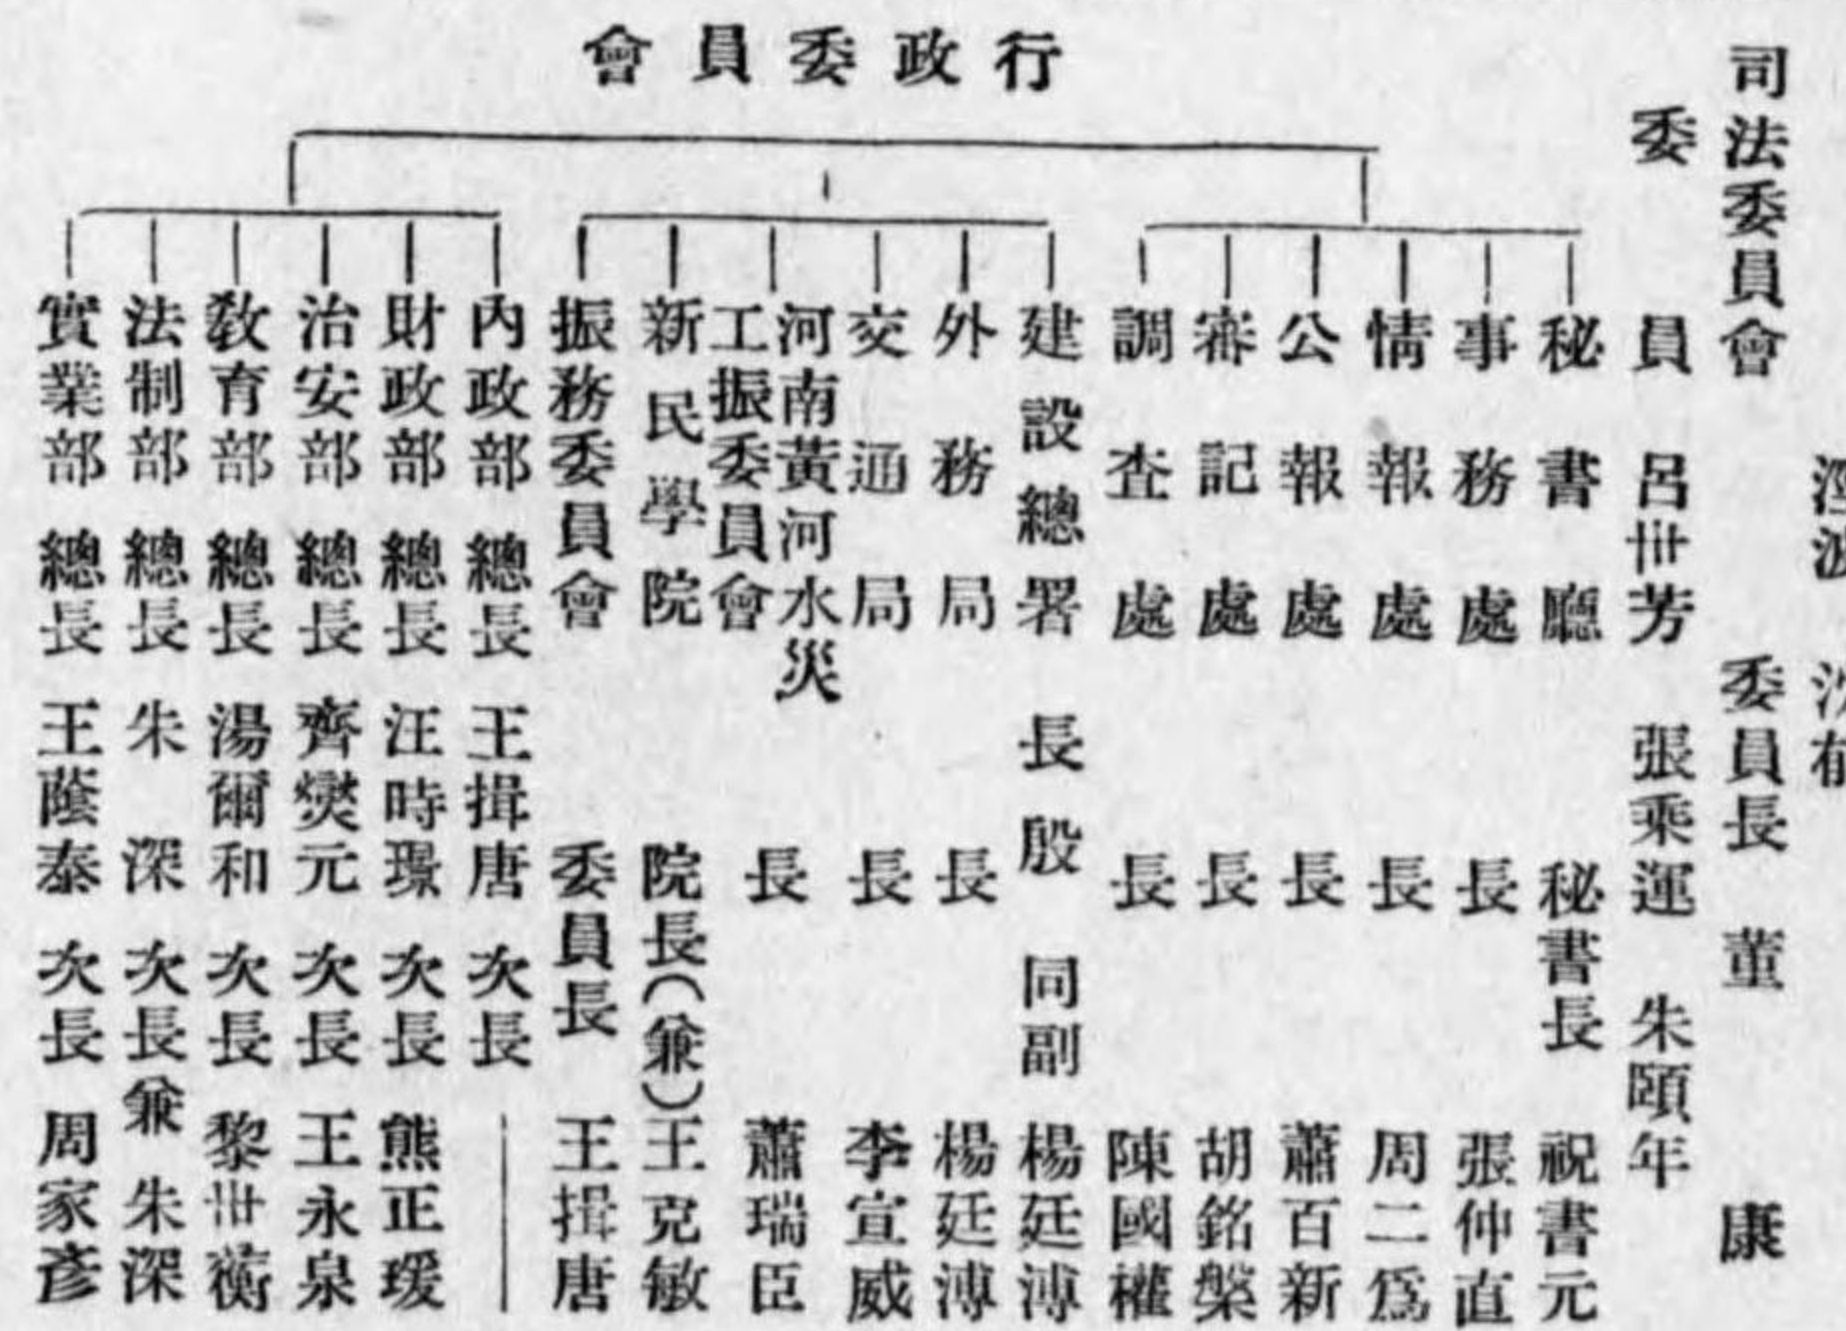 司法委員會 委員長 董康
委員 呂卅芳 張乘運 朱頤年
行政委員會
秘書廳 秘書長 祝書元
事務處 長 張仲直
情報處 長 周二爲
公報處 長 蕭百新
審記處 長 胡銘槃
調查處 長 陳國權
建設總署 長 殷同 副 楊廷溥
外務局 長 楊廷溥
交通局 長 李宣威
河南黃河水災
工振委員會 長 蕭瑞臣
新民學院 院長(兼)王克敏
振務委員會 委員長 王揖唐
內政部 總長 王揖唐 次長 ｜
財政部 總長 汪時璟 次長 熊正瑗
治安部 總長 齊燮元 次長 王永泉
教育部 總長 湯爾和 次長 黎卅蘅
法制部 總長 朱深 次長兼 朱深
實業部 總長 王蔭泰 次長 周家彥